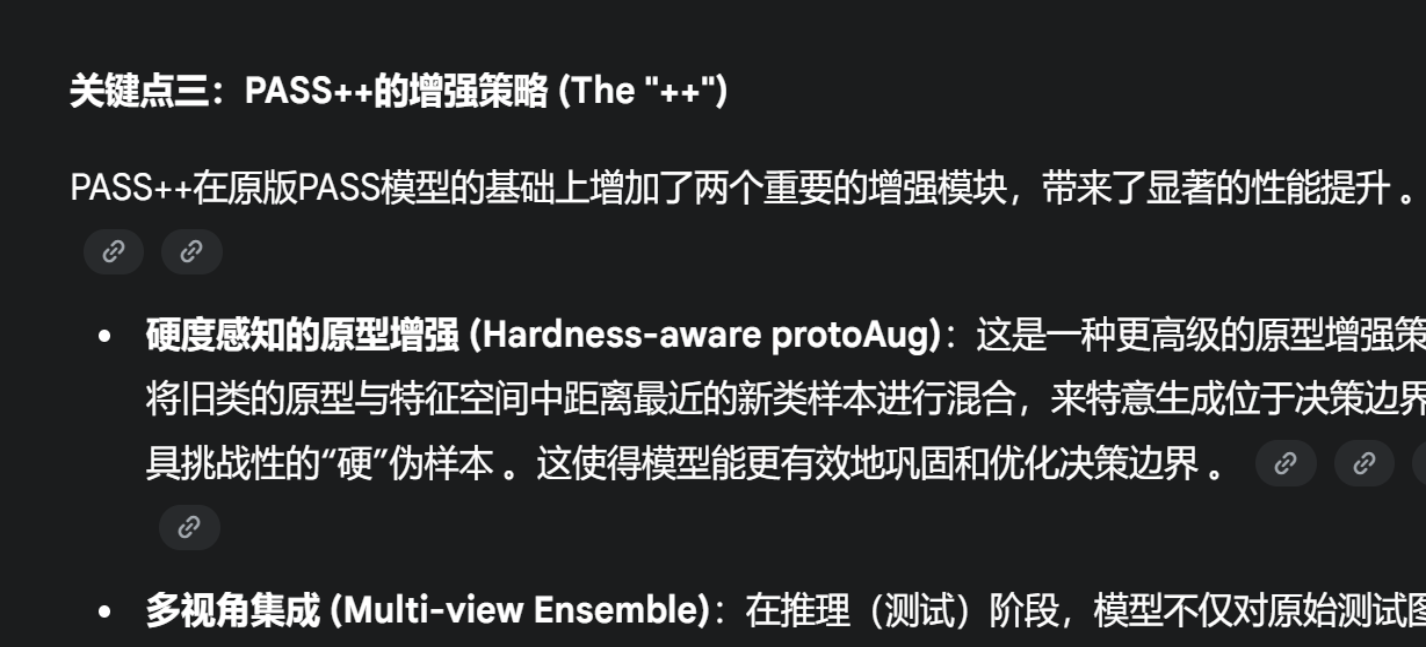 关键点三：PASS++的增强策略 (The "++")
PASS++在原版PASS模型的基础上增加了两个重要的增强模块，带来了显著的性能提升 。
• 硬度感知的原型增强 (Hardness-aware protoAug)：这是一种更高级的原型增强策
将旧类的原型与特征空间中距离最近的新类样本进行混合，来特意生成位于决策边界
具挑战性的“硬”伪样本 。这使得模型能更有效地巩固和优化决策边界 。
• 多视角集成 (Multi-view Ensemble)：在推理（测试）阶段，模型不仅对原始测试图